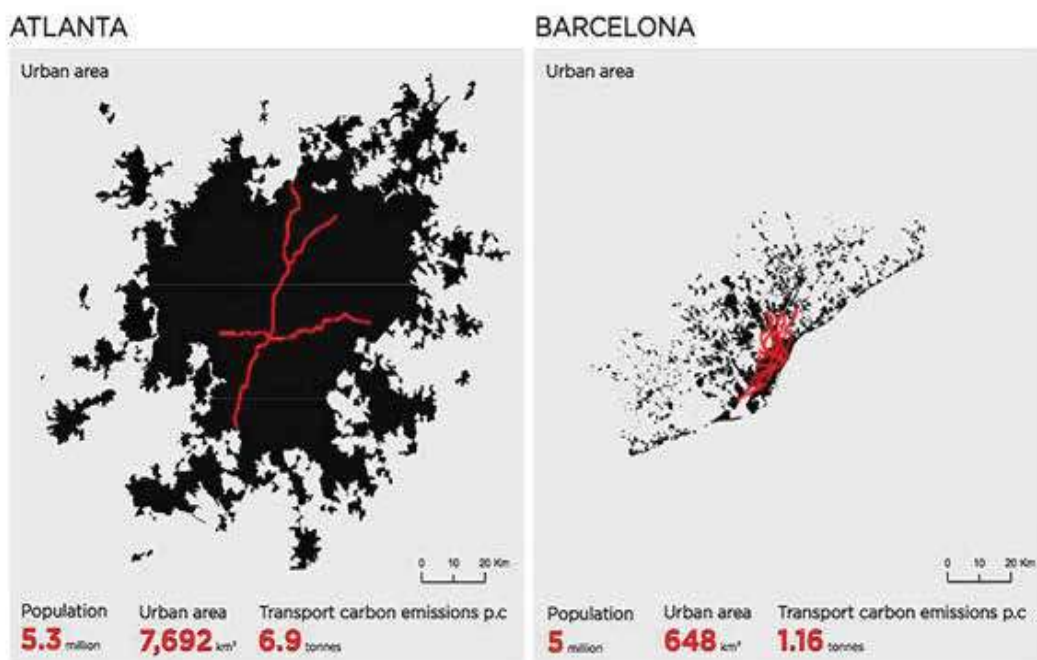 ATLANTA
Urban area
0 10 20 Km
Population Urban area Transport carbon emissions p.c
5.3 million 7,692 km² 6.9 tonnes
BARCELONA
Urban area
0 10 20 Km
Population Urban area Transport carbon emissions p.c
5 million 648 km² 1.16 tonnes